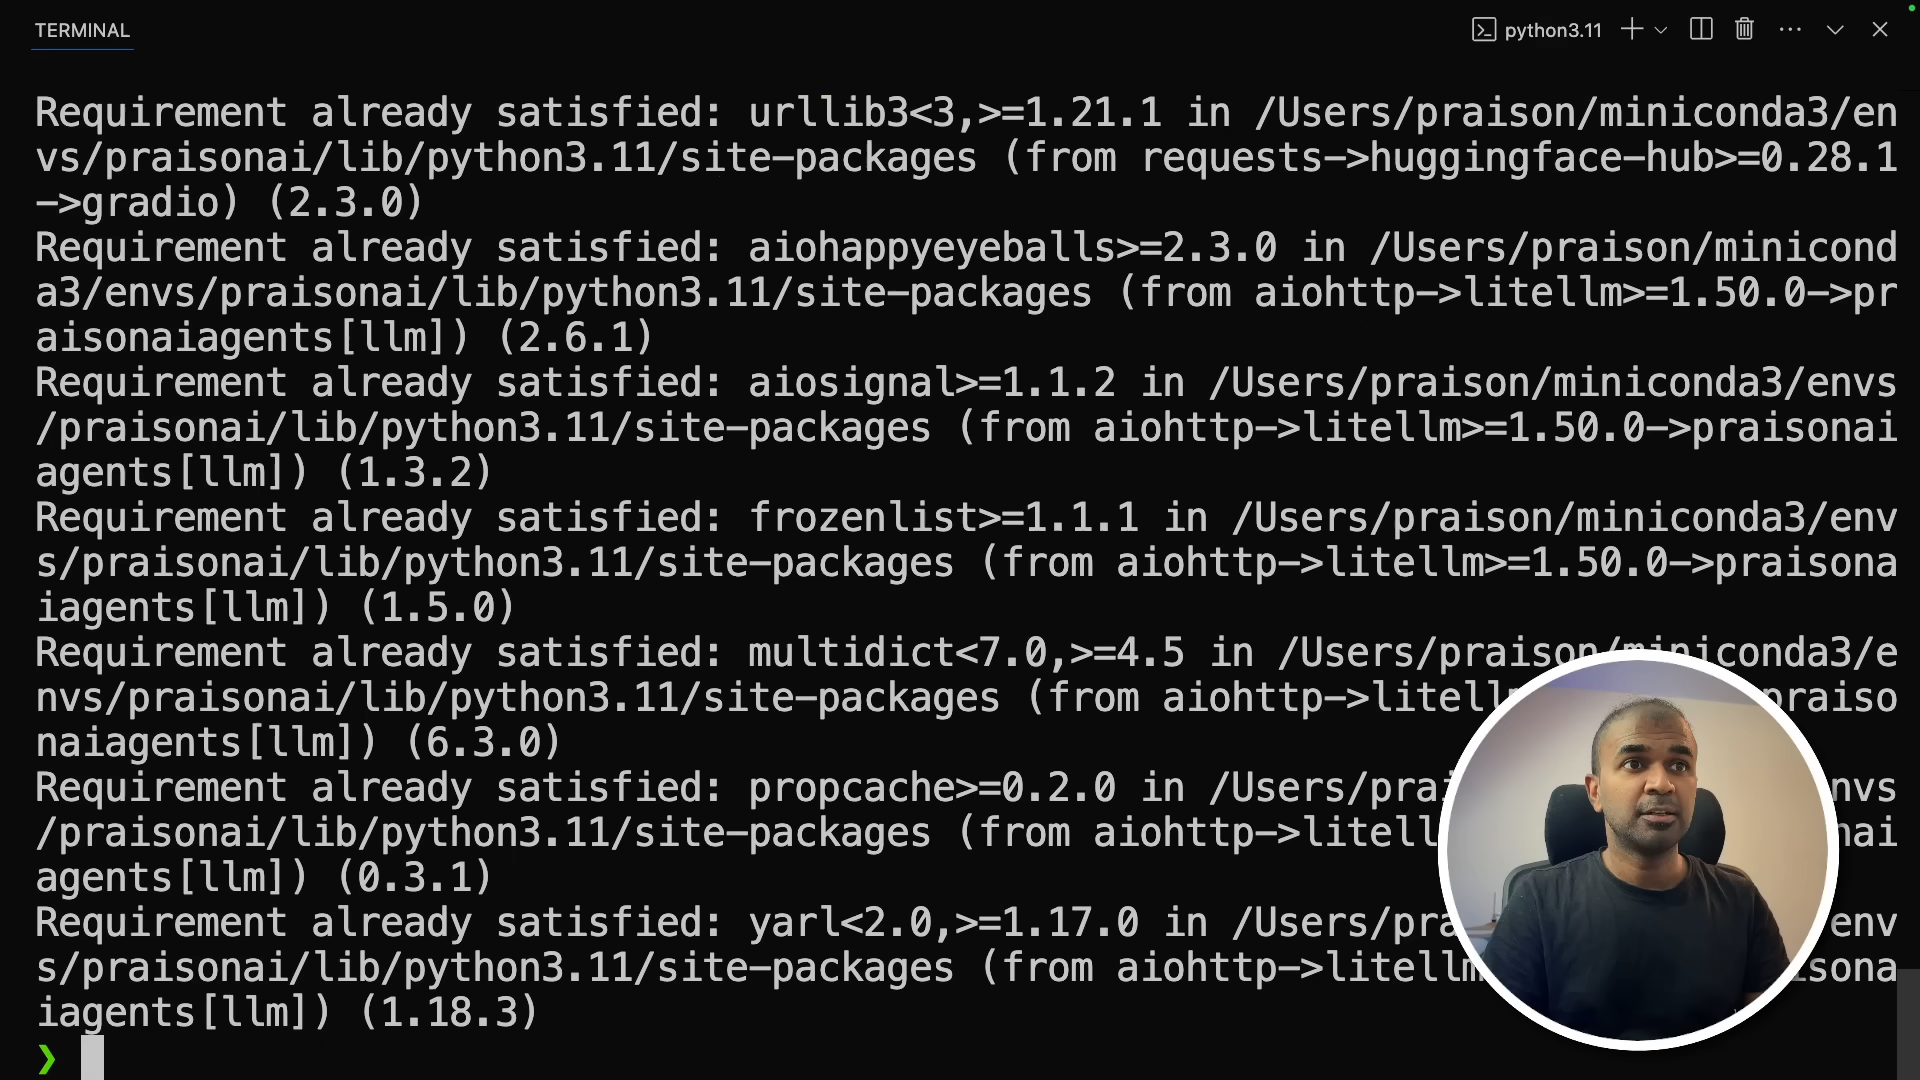 TERMINAL
python3.11
Requirement already satisfied: urllib3<3,>=1.21.1 in /Users/praison/miniconda3/en
vs/praisonai/lib/python3.11/site-packages (from requests->huggingface-hub>=0.28.1
->gradio) (2.3.0)
Requirement already satisfied: aiohappyeyeballs>=2.3.0 in /Users/praison/minicond
a3/envs/praisonai/lib/python3.11/site-packages (from aiohttp->litellm>=1.50.0->pr
aisonaiagents[llm]) (2.6.1)
Requirement already satisfied: aiosignal>=1.1.2 in /Users/praison/miniconda3/envs
/praisonai/lib/python3.11/site-packages (from aiohttp->litellm>=1.50.0->praisonai
agents[llm]) (1.3.2)
Requirement already satisfied: frozenlist>=1.1.1 in /Users/praison/miniconda3/env
s/praisonai/lib/python3.11/site-packages (from aiohttp->litellm>=1.50.0->praisona
iagents[llm]) (1.5.0)
Requirement already satisfied: multidict<7.0,>=4.5 in /Users/praison/miniconda3/e
nvs/praisonai/lib/python3.11/site-packages (from aiohttp->litell praiso
naiagents[llm]) (6.3.0)
Requirement already satisfied: propcache>=0.2.0 in /Users/prai nvs
/praisonai/lib/python3.11/site-packages (from aiohttp->litell nai
agents[llm]) (0.3.1)
Requirement already satisfied: yarl<2.0,>=1.17.0 in /Users/pra env
s/praisonai/lib/python3.11/site-packages (from aiohttp->litellm sona
iagents[llm]) (1.18.3)
❯